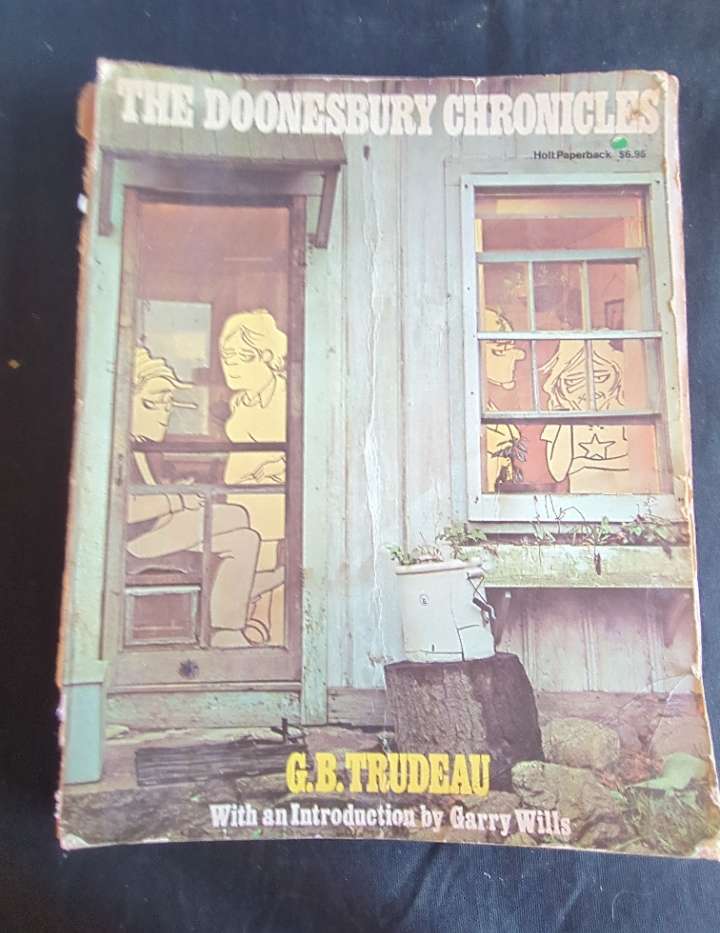 THE DOONESBURY CHRONICLES
Holt Paperback $6.95
G.B. TRUDEAU
With an Introduction by Garry Wills